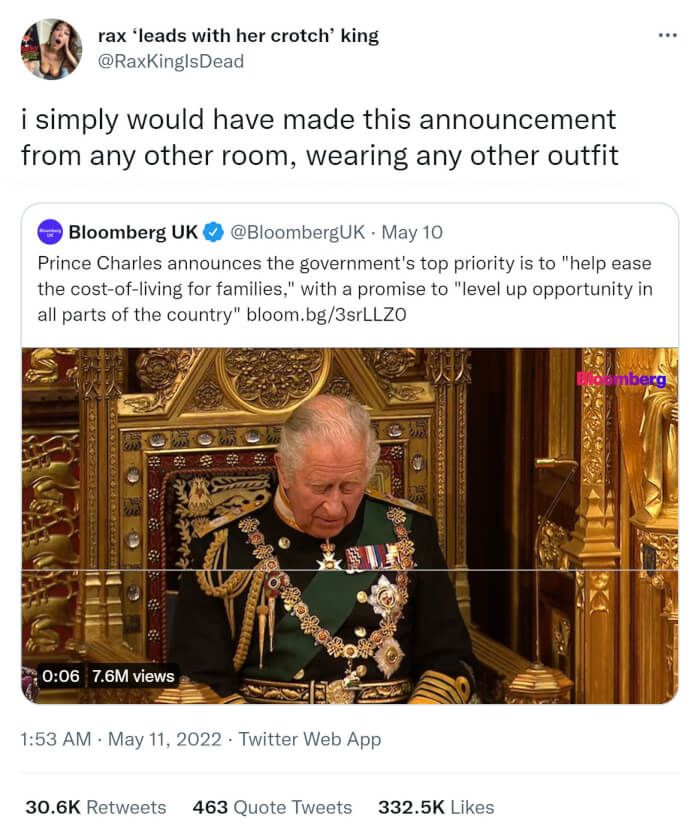 rax ‘leads with her crotch’ king
@RaxKingIsDead
i simply would have made this announcement
from any other room, wearing any other outfit
Bloomberg UK @BloombergUK · May 10
Prince Charles announces the government's top priority is to "help ease
the cost-of-living for families," with a promise to "level up opportunity in
all parts of the country" bloom.bg/3srLLZO
Bloomberg
0:06 7.6M views
1:53 AM · May 11, 2022 · Twitter Web App
30.6K Retweets 463 Quote Tweets 332.5K Likes